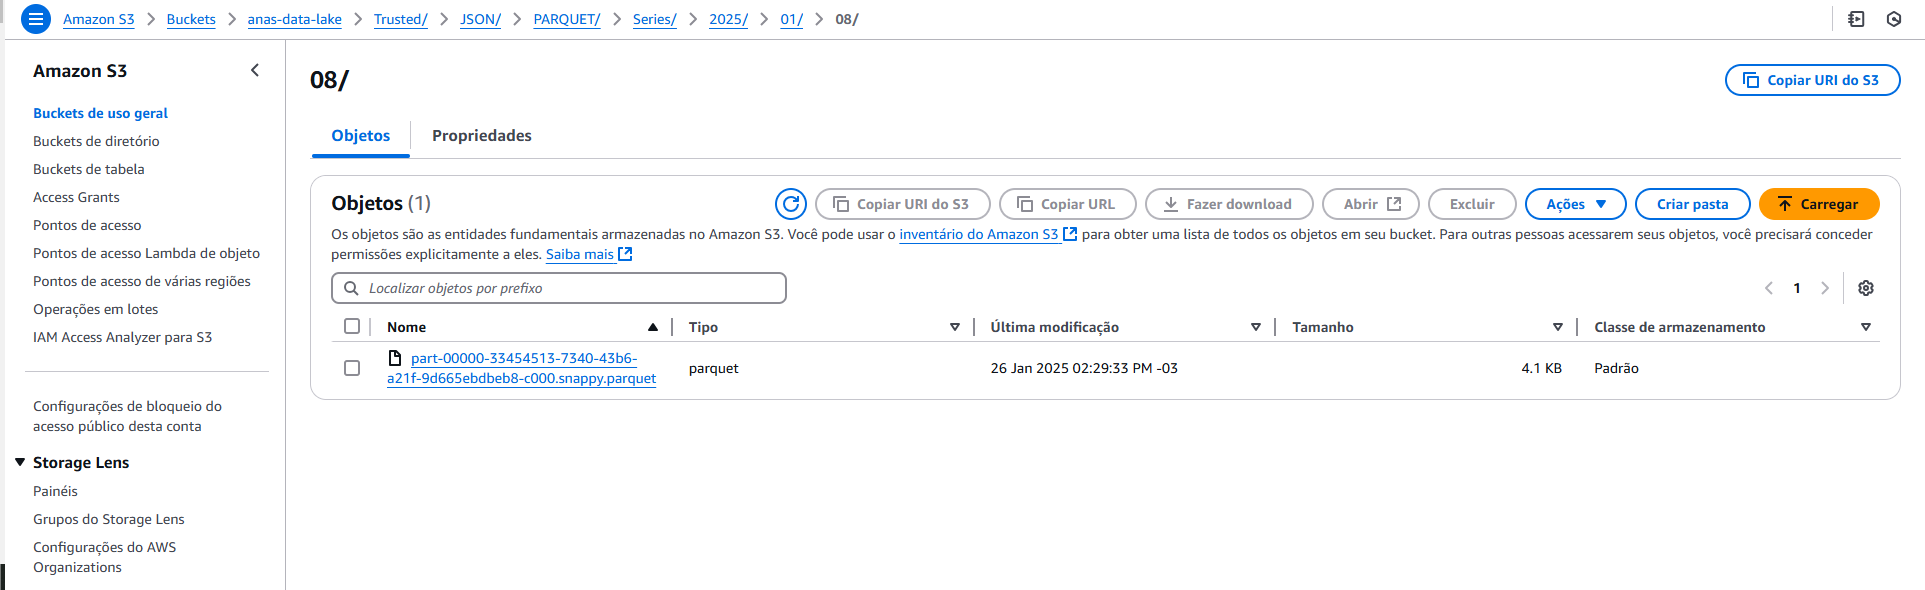 Amazon S3 > Buckets > anas-data-lake > Trusted/ > JSON/ > PARQUET/ > Series/ > 2025/ > 01/ > 08/
Amazon S3
Buckets de uso geral
Buckets de diretório
Buckets de tabela
Access Grants
Pontos de acesso
Pontos de acesso Lambda de objeto
Pontos de acesso de várias regiões
Operações em lotes
IAM Access Analyzer para S3
Configurações de bloqueio do
acesso público desta conta
Storage Lens
Painéis
Grupos do Storage Lens
Configurações do AWS
Organizations
08/
Copiar URI do S3
Objetos
Propriedades
Objetos (1)
Copiar URI do S3
Copiar URL
Fazer download
Abrir
Excluir
Ações
Criar pasta
Carregar
Os objetos são as entidades fundamentais armazenadas no Amazon S3. Você pode usar o inventário do Amazon S3 para obter uma lista de todos os objetos em seu bucket. Para outras pessoas acessarem seus objetos, você precisará conceder
permissões explicitamente a eles. Saiba mais
Localizar objetos por prefixo
1
Nome Tipo Última modificação Tamanho Classe de armazenamento
part-00000-33454513-7340-43b6-
a21f-9d665ebdbeb8-c000.snappy.parquet
parquet
26 Jan 2025 02:29:33 PM -03
4.1 KB
Padrão